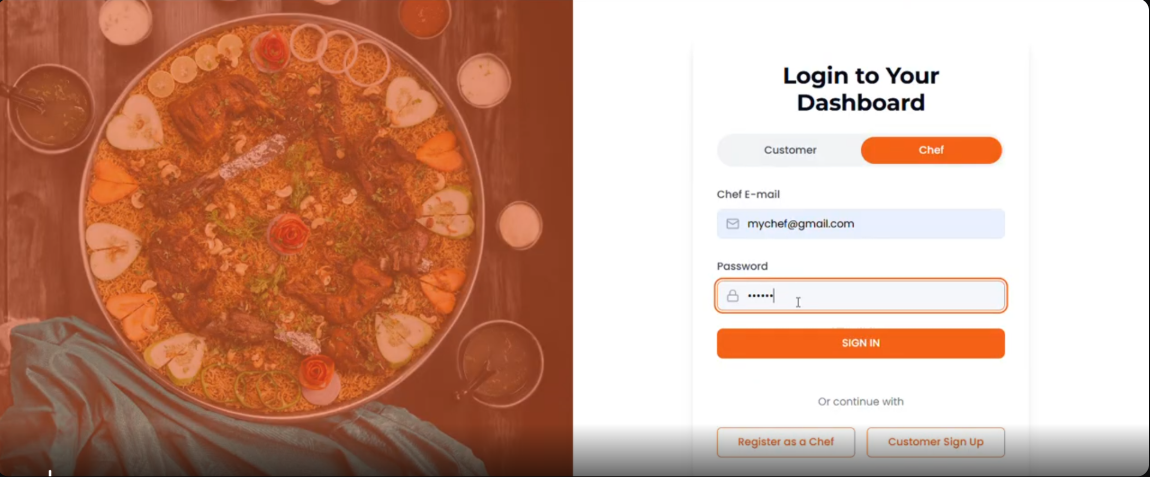 Login to Your
Dashboard
Customer Chef
Chef E-mail
mychef@gmail.com
Password
••••••
SIGN IN
Or continue with
Register as a Chef Customer Sign Up